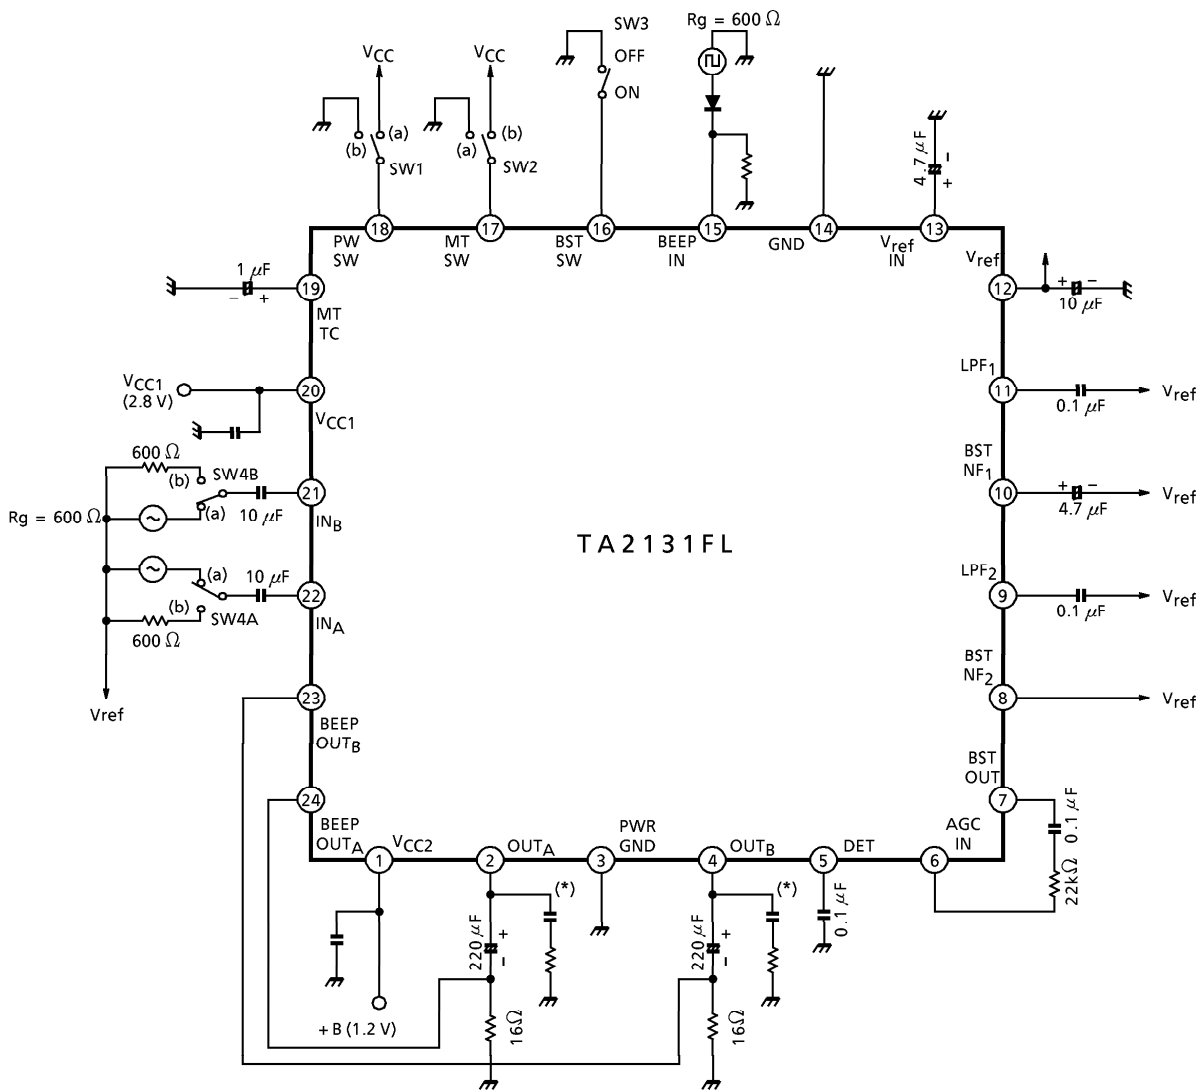 SW3
Rg = 600 Ω
VCC
VCC
OFF
ON
(b)
(a)
SW1
(a)
(b)
SW2
4.7 μF
−
+
18
17
16
15
14
13
PW
SW
MT
SW
BST
SW
BEEP
IN
GND
Vref
IN
Vref
1 μF
− +
19
MT
TC
12
+ −
10 μF
VCC1
(2.8 V)
20
VCC1
LPF1
11
0.1 μF
Vref
600 Ω
(b)
SW4B
(a)
10 μF
21
INB
Rg = 600 Ω
BST
NF1
10
+ −
4.7 μF
Vref
TA2131FL
(a)
(b)
SW4A
10 μF
600 Ω
22
INA
LPF2
9
0.1 μF
Vref
Vref
23
BEEP
OUTB
BST
NF2
8
Vref
24
BEEP
OUTA
BST
OUT
7
0.1 μF
22kΩ
1
VCC2
2
OUTA
3
PWR
GND
4
OUTB
5
DET
6
AGC
IN
(*)
(*)
220 μF
+
−
220 μF
+
−
0.1 μF
+ B (1.2 V)
16Ω
16Ω